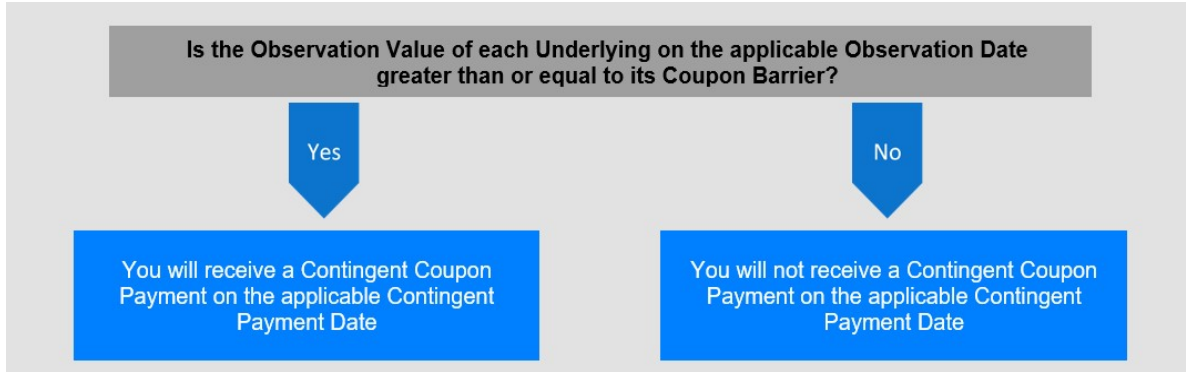 Is the Observation Value of each Underlying on the applicable Observation Date
greater than or equal to its Coupon Barrier?
Yes
No
You will receive a Contingent Coupon
Payment on the applicable Contingent
Payment Date
You will not receive a Contingent Coupon
Payment on the applicable Contingent
Payment Date